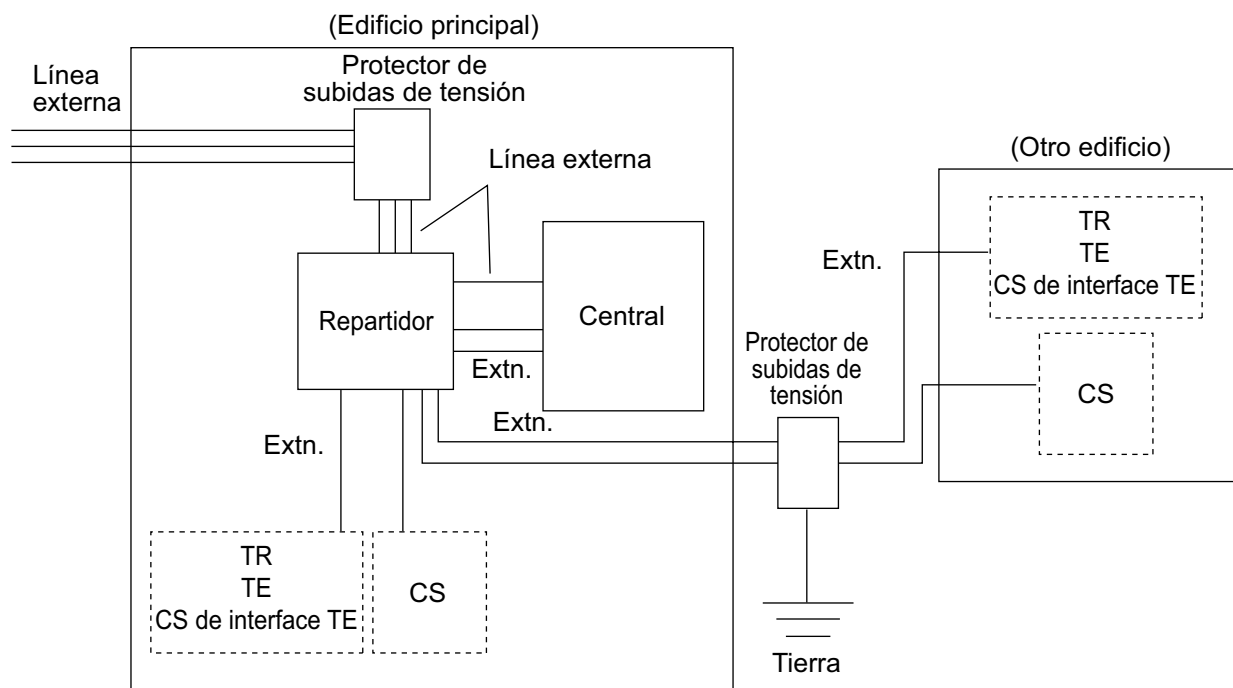 (Edificio principal)
Línea
externa
Protector de
subidas de tensión
Línea externa
Repartidor
Central
Extn.
Extn.
Extn.
TR
TE
CS de interface TE
CS
Protector de
subidas de
tensión
Tierra
(Otro edificio)
Extn.
TR
TE
CS de interface TE
CS